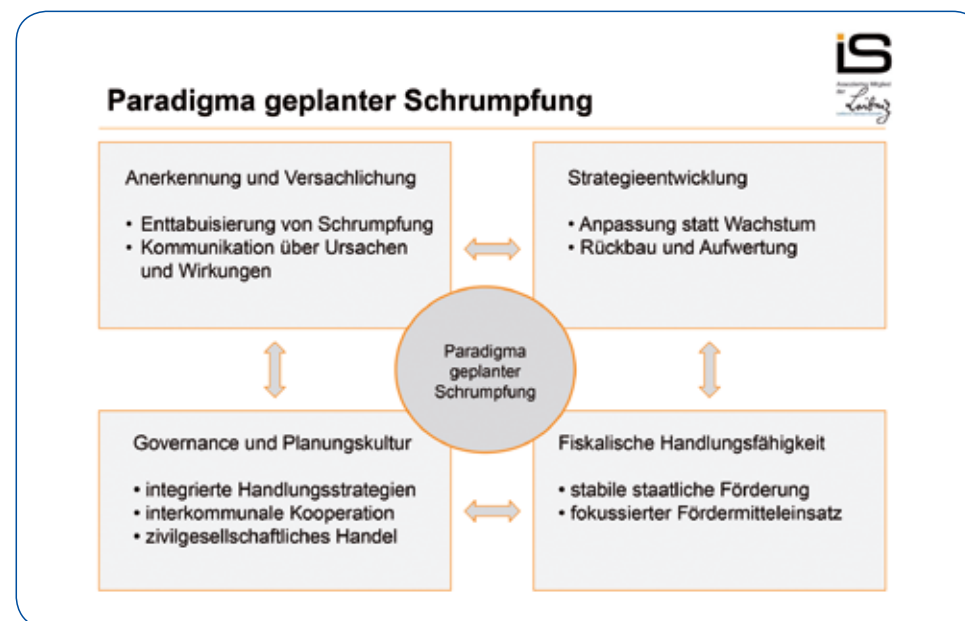 iS
Paradigma geplanter Schrumpfung
Leibniz
Anerkennung und Versachlichung
• Enttabuisierung von Schrumpfung
• Kommunikation über Ursachen
und Wirkungen
Strategieentwicklung
• Anpassung statt Wachstum
• Rückbau und Aufwertung
Paradigma
geplanter
Schrumpfung
Governance und Planungskultur
• integrierte Handlungsstrategien
• interkommunale Kooperation
• zivilgesellschaftliches Handel
Fiskalische Handlungsfähigkeit
• stabile staatliche Förderung
• fokussierter Fördermitteleinsatz